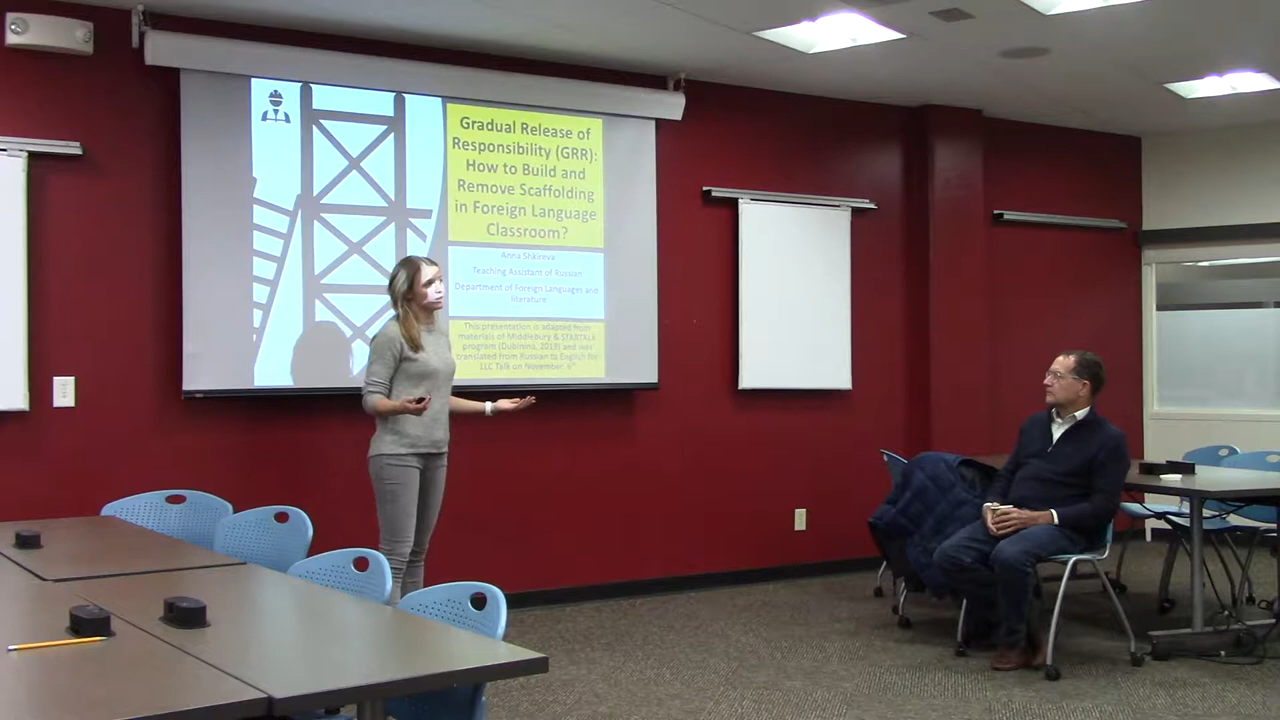 Gradual Release of
Responsibility (GRR):
How to Build and
Remove Scaffolding
in Foreign Language
Classroom?
Anna Shkireva
Teaching Assistant of Russian
Department of Foreign Languages and
literature
This presentation is adapted from
materials of Middlebury & STARTALK
program (Dubinina, 2019) and was
translated from Russian to English for
LLC Talk on November, 6th